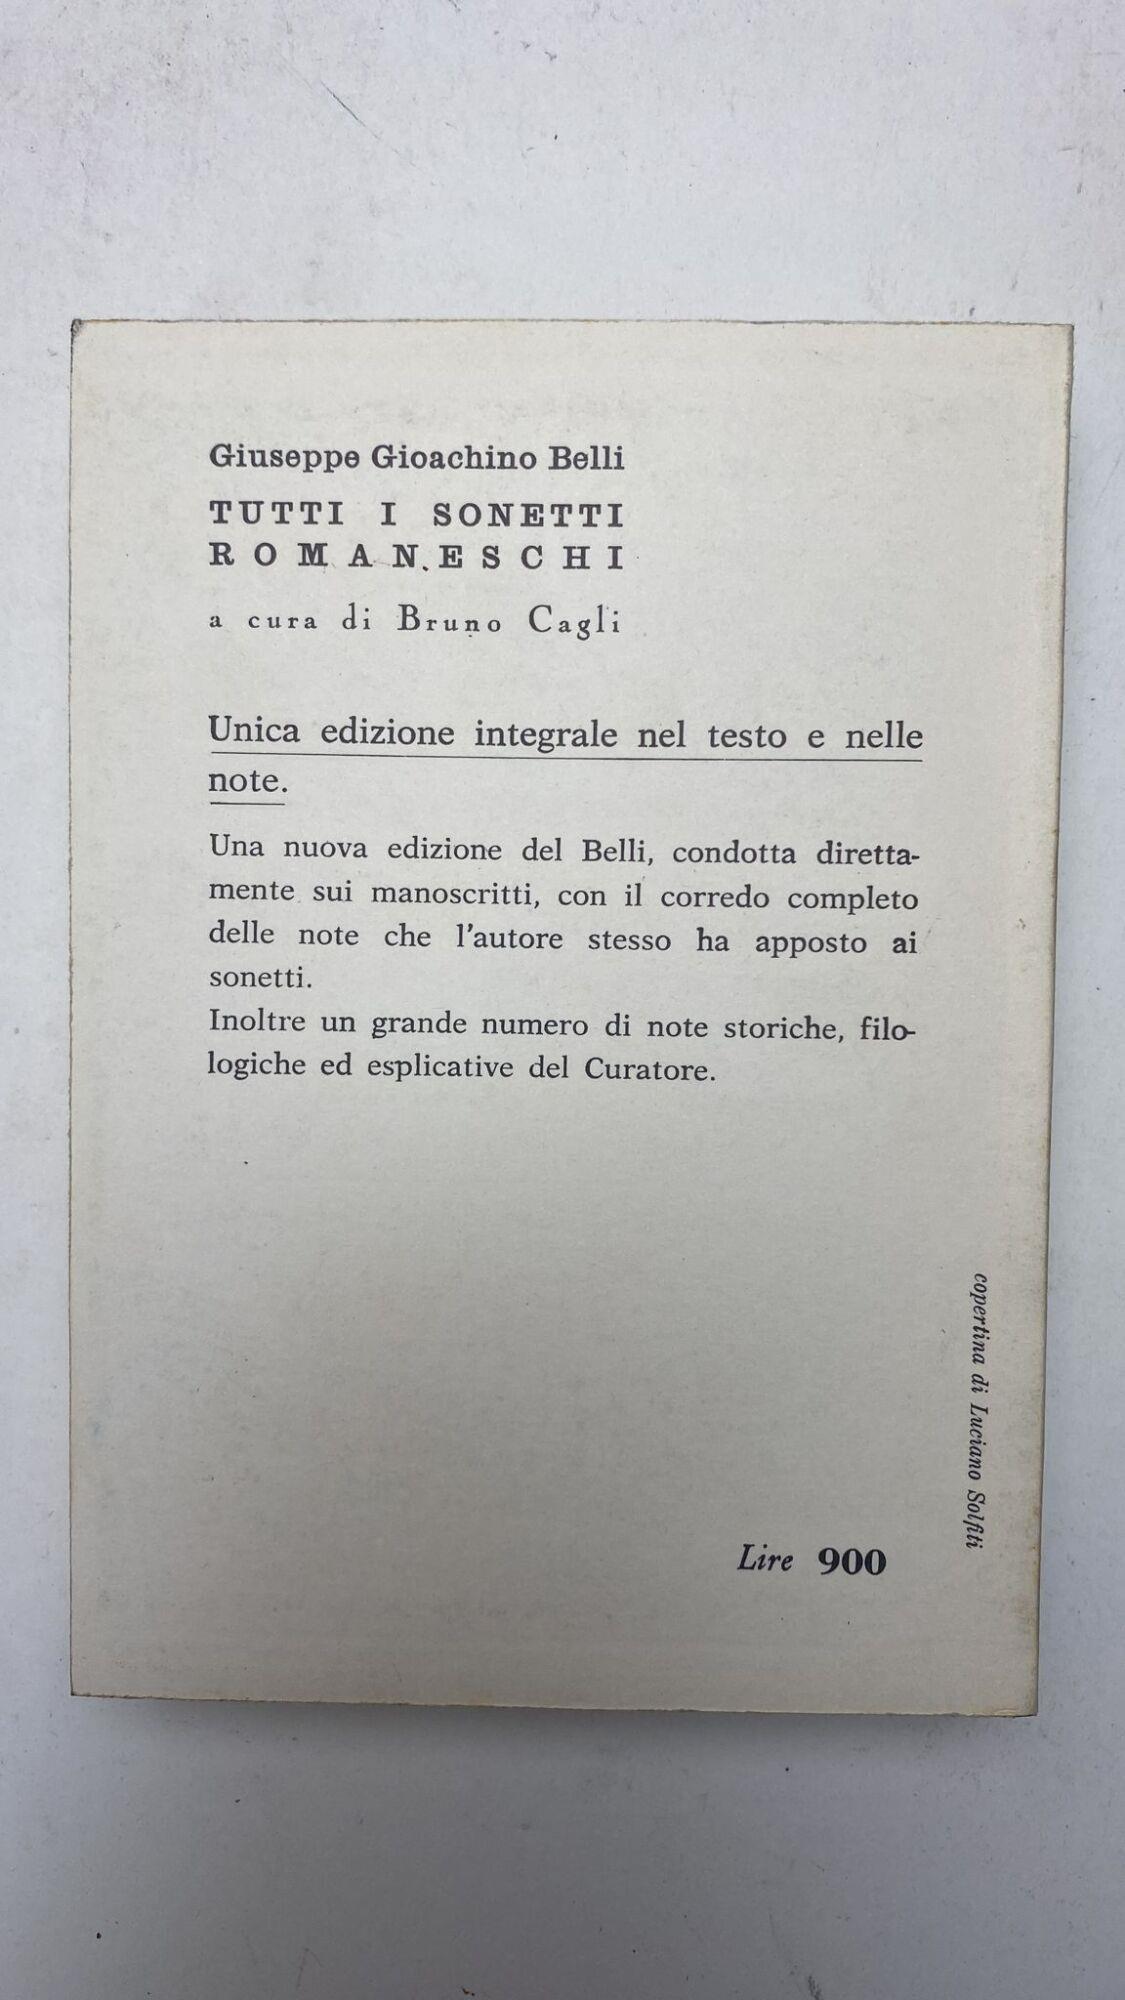 Giuseppe Gioachino Belli
TUTTI I SONETTI
ROMANESCHI
a cura di Bruno Cagli
Unica edizione integrale nel testo e nelle
note.
Una nuova edizione del Belli, condotta diretta-
mente sui manoscritti, con il corredo completo
delle note che l'autore stesso ha apposto ai
sonetti.
Inoltre un grande numero di note storiche, filo-
logiche ed esplicative del Curatore.
copertina di Luciano Solfiti
Lire 900